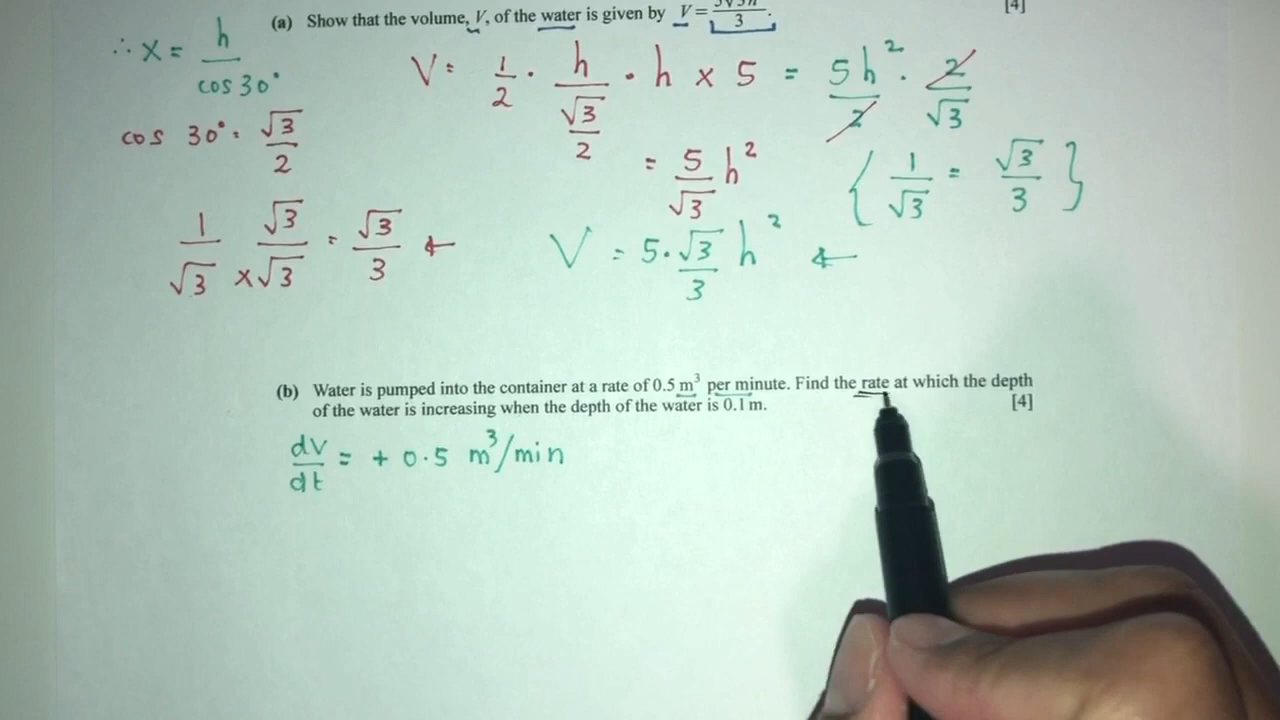 (a) Show that the volume, V, of the water is given by V = 5√3h² / 3 . [4]
∴ x = h / cos 30°
V = 1/2 · h / (√3/2) · h × 5 = 5h²/2 · 2/√3
cos 30° = √3/2
= 5/√3 h² { 1/√3 = √3/3 }
1/√3 × √3/√3 = √3/3 ←
V = 5 · √3/3 h² ←
(b) Water is pumped into the container at a rate of 0.5 m³ per minute. Find the rate at which the depth
of the water is increasing when the depth of the water is 0.1 m. [4]
dV/dt = + 0.5 m³/min